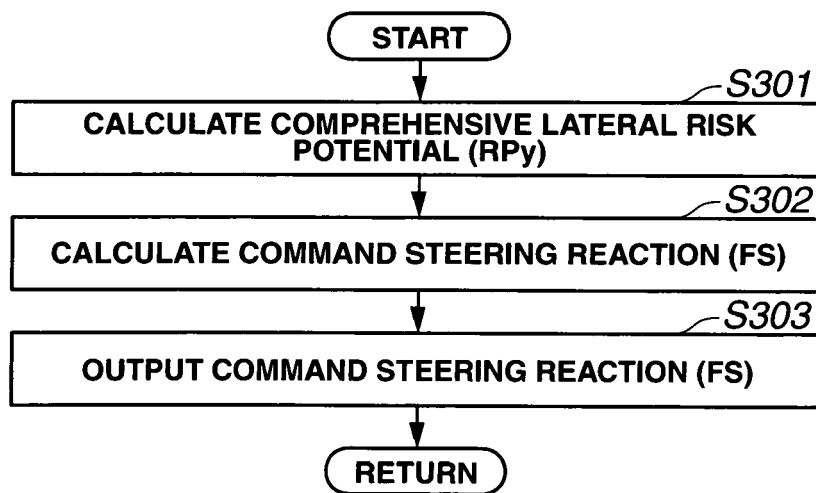 START
S301
CALCULATE COMPREHENSIVE LATERAL RISK
POTENTIAL (RPy)
S302
CALCULATE COMMAND STEERING REACTION (FS)
S303
OUTPUT COMMAND STEERING REACTION (FS)
RETURN